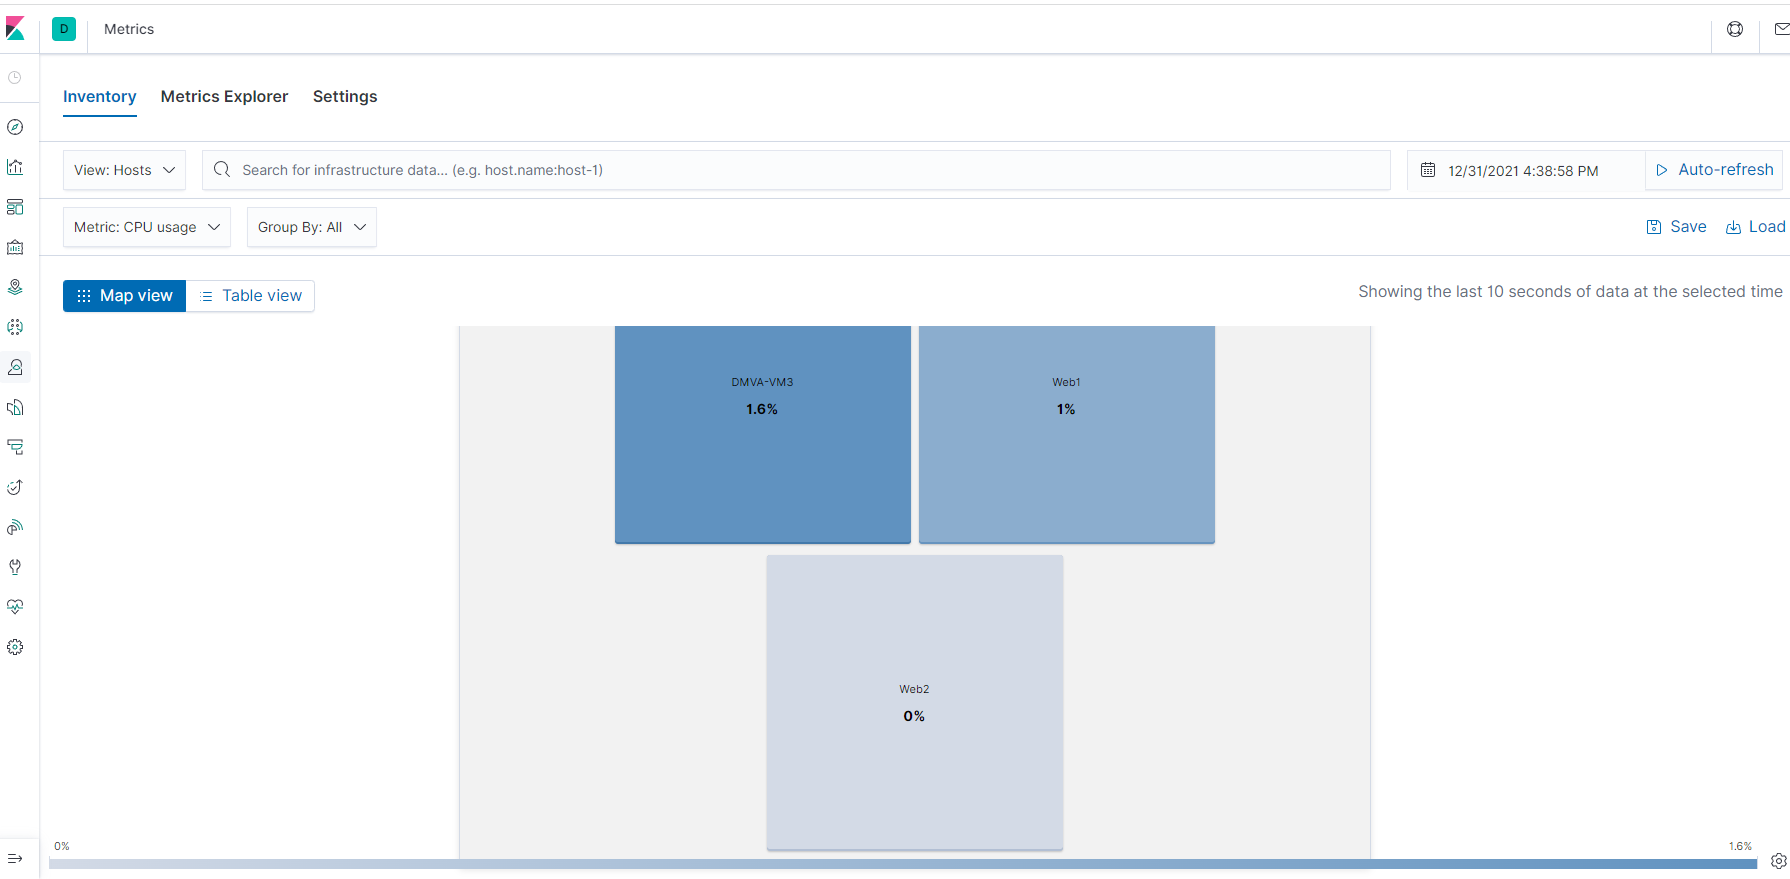 D
Metrics
Inventory Metrics Explorer Settings
View: Hosts Search for infrastructure data... (e.g. host.name:host-1) 12/31/2021 4:38:58 PM Auto-refresh
Metric: CPU usage Group By: All Save Load
Map view Table view Showing the last 10 seconds of data at the selected time
DMVA-VM3 Web1
1.6% 1%
Web2
0%
0% 1.6%